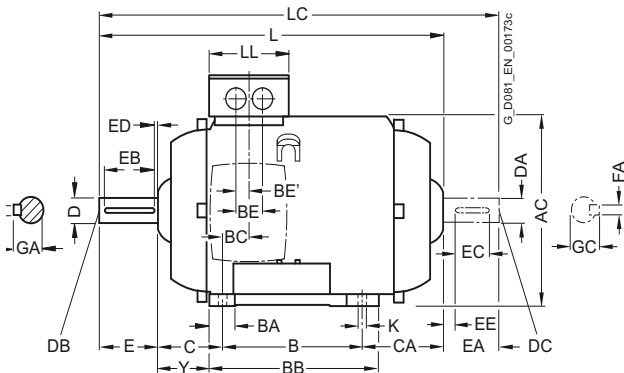 LC
L
LL
G_D081_EN_00173c
ED
EB
D
GA
BE'
BE
BC
AC
DA
FA
EC
GC
DB
BA
K
EE
DC
E
C
B
CA
EA
Y
BB